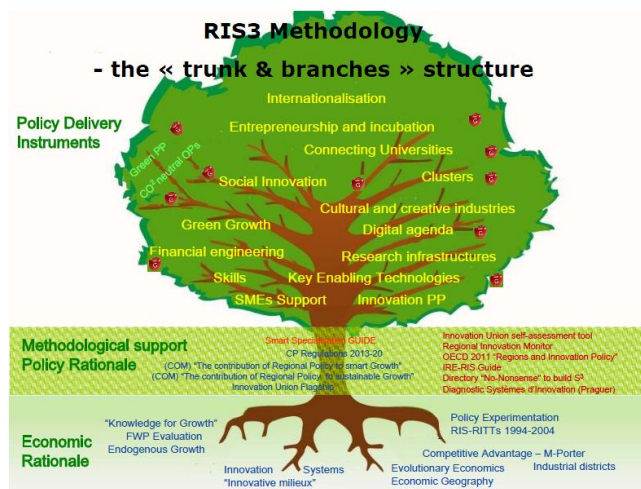 RIS3 Methodology
- the « trunk & branches » structure
Internationalisation
Policy Delivery
Instruments
Entrepreneurship and incubation
Connecting Universities
Green PP
CO² neutral OPs
Social Innovation
Clusters
Cultural and creative industries
Green Growth
Digital agenda
Financial engineering
Research infrastructures
Skills
Key Enabling Technologies
SMEs Support
Innovation PP
Methodological support
Policy Rationale
Smart Specialisation GUIDE
CP Regulations 2013-20
(COM) "The contribution of Regional Policy to smart Growth"
(COM) "The contribution of Regional Policy to sustainable Growth"
Innovation Union Flagship
Innovation Union self-assessment tool
Regional Innovation Monitor
OECD 2011 "Regions and Innovation Policy"
IRE-RIS Guide
Directory "No-Nonsense" to build S³
Diagnostic Systèmes d'Innovation (Praguer)
Economic
Rationale
"Knowledge for Growth"
FWP Evaluation
Endogenous Growth
Innovation Systems
"Innovative milieux"
Policy Experimentation
RIS-RITTs 1994-2004
Competitive Advantage – M-Porter
Evolutionary Economics
Industrial districts
Economic Geography